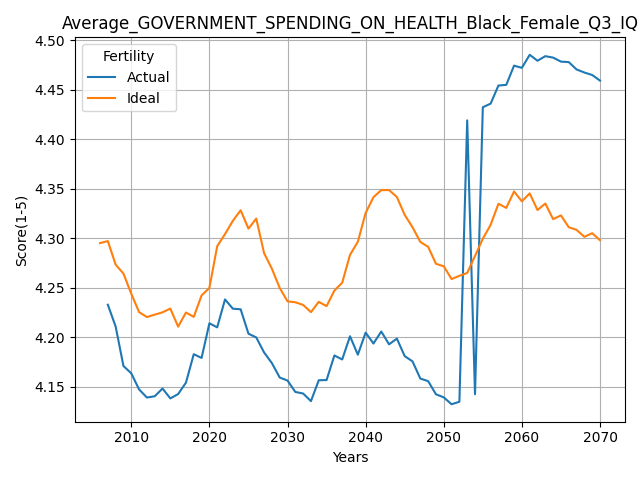 Average_GOVERNMENT_SPENDING_ON_HEALTH_Black_Female_Q3_IQ
4.50
4.45
4.40
4.35
4.30
4.25
4.20
4.15
Score(1-5)
Fertility
Actual
Ideal
2010 2020 2030 2040 2050 2060 2070
Years